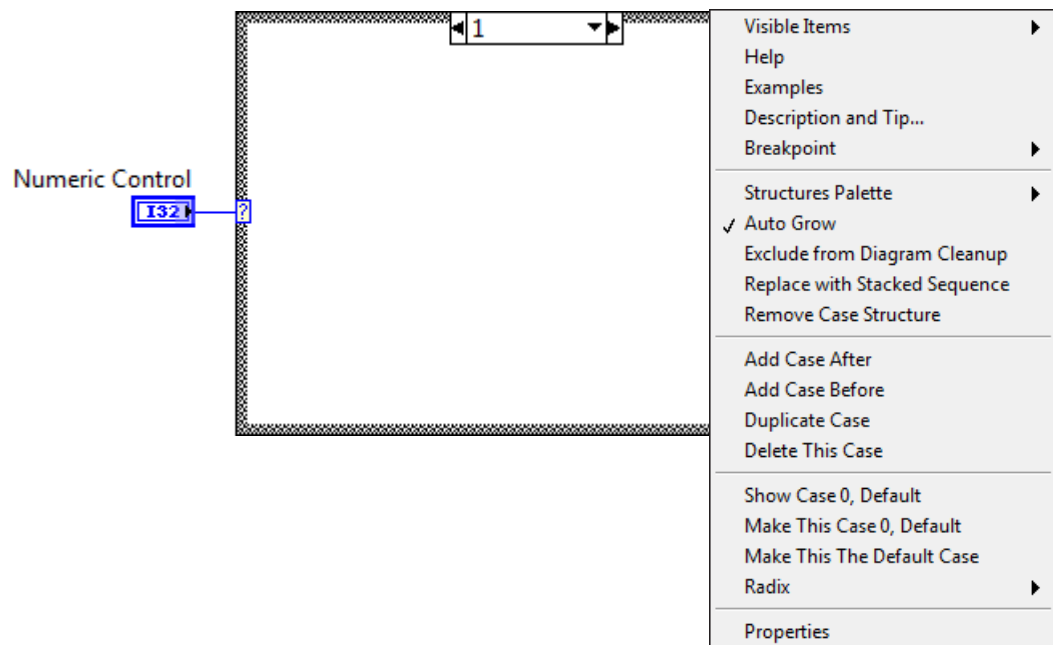 1
Numeric Control
I32
?
Visible Items
Help
Examples
Description and Tip...
Breakpoint
Structures Palette
Auto Grow
Exclude from Diagram Cleanup
Replace with Stacked Sequence
Remove Case Structure
Add Case After
Add Case Before
Duplicate Case
Delete This Case
Show Case 0, Default
Make This Case 0, Default
Make This The Default Case
Radix
Properties